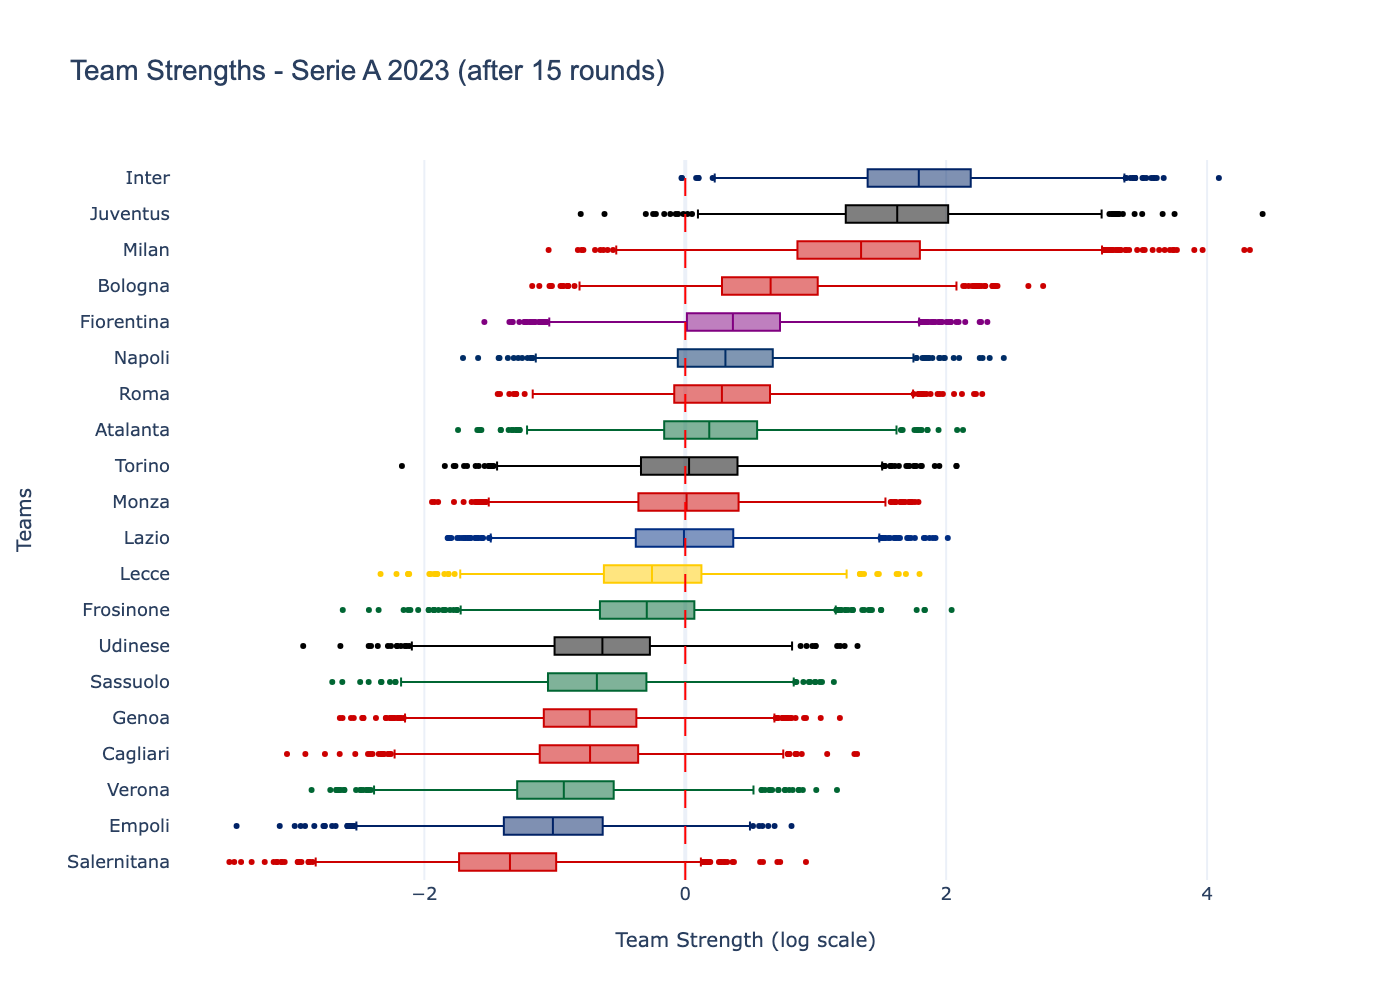 Team Strengths - Serie A 2023 (after 15 rounds)
Inter
Juventus
Milan
Bologna
Fiorentina
Napoli
Roma
Atalanta
Torino
Monza
Lazio
Lecce
Frosinone
Udinese
Sassuolo
Genoa
Cagliari
Verona
Empoli
Salernitana
Teams
−2 0 2 4
Team Strength (log scale)